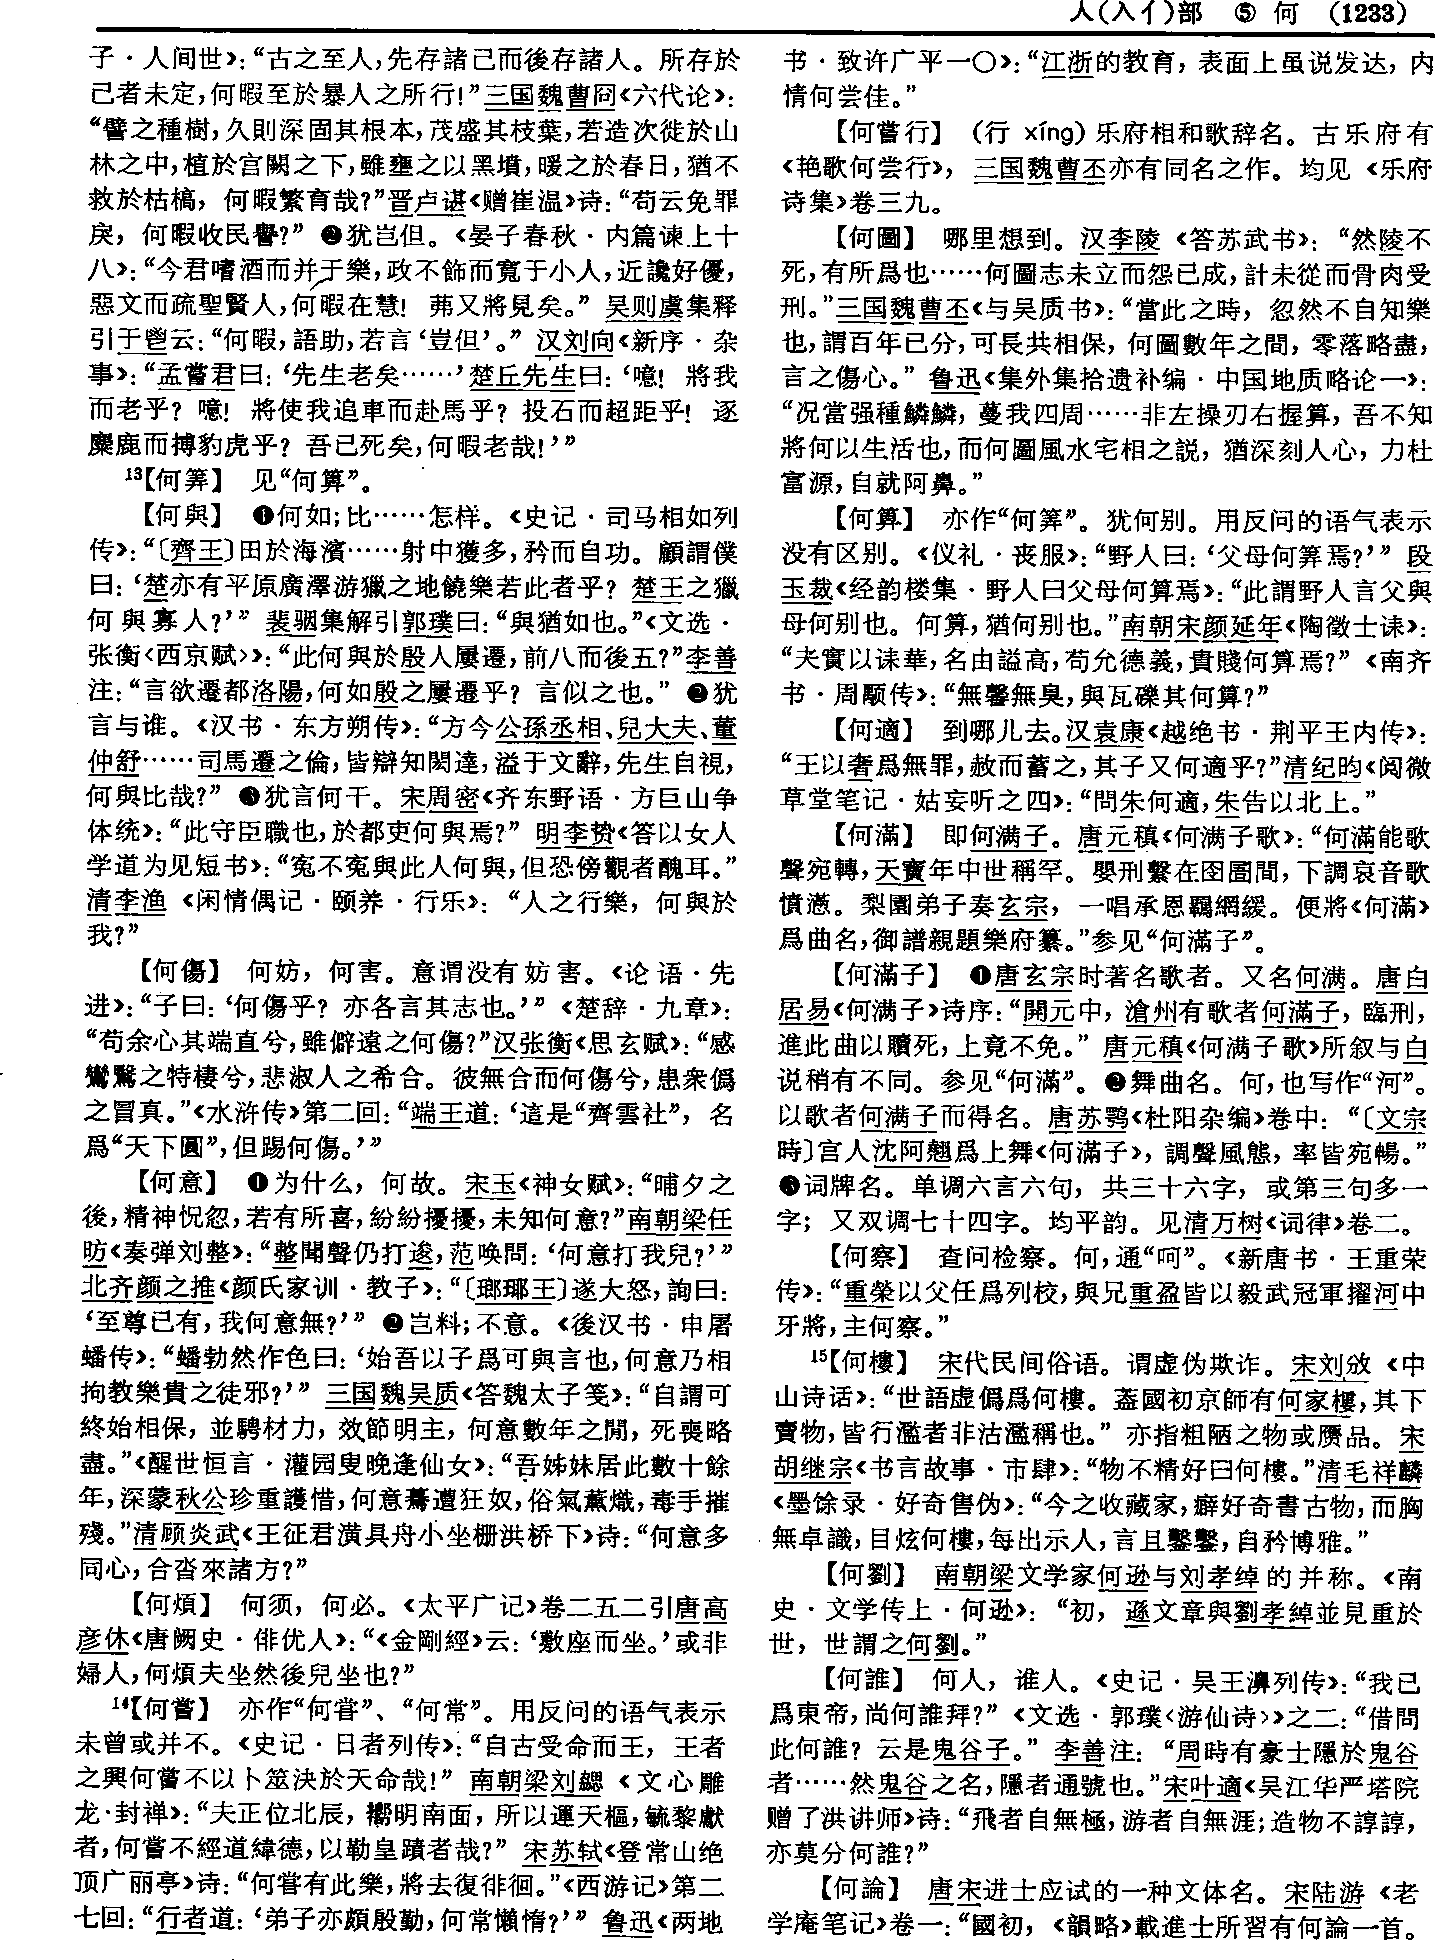 人(入亻)部 ⑤ 何 (1233)
子·人间世》：“古之至人，先存諸己而後存諸人。所存於
己者未定，何暇至於暴人之所行！”三国魏曹冏《六代论》：
“譬之種樹，久則深固其根本，茂盛其枝葉，若造次徙於山
林之中，植於宫闕之下，雖壅之以黑墳，暖之於春日，猶不
救於枯槁，何暇繁育哉？”晋卢谌《赠崔温》诗：“苟云免罪
戾，何暇收民譽？” ❷犹岂但。《晏子春秋·内篇谏上十
八》：“今君嗜酒而并于樂，政不飾而寬于小人，近讒好優，
惡文而疏聖賢人，何暇在慧！茀又將見矣。” 吴则虞集释
引于鬯云：“何暇，語助，若言‘豈但’。” 汉刘向《新序·杂
事》：“孟嘗君曰：‘先生老矣……’楚丘先生曰：‘噫！將我
而老乎？噫！將使我追車而赴馬乎？投石而超距乎！逐
麋鹿而搏豹虎乎？吾已死矣，何暇老哉！’”
13【何筭】 见“何算”。
【何與】 ❶何如；比……怎样。《史记·司马相如列
传》：“〔齊王〕田於海濱……射中獲多，矜而自功。顧謂僕
曰：‘楚亦有平原廣澤游獵之地饒樂若此者乎？楚王之獵
何與寡人？’” 裴骃集解引郭璞曰：“與猶如也。”《文选·
张衡〈西京赋〉》：“此何與於殷人屢遷，前八而後五？”李善
注：“言欲遷都洛陽，何如殷之屢遷乎？言似之也。” ❷犹
言与谁。《汉书·东方朔传》：“方今公孫丞相、兒大夫、董
仲舒……司馬遷之倫，皆辯知閎達，溢于文辭，先生自視，
何與比哉？” ❸犹言何干。宋周密《齐东野语·方巨山争
体统》：“此守臣職也，於都吏何與焉？” 明李贽《答以女人
学道为见短书》：“冤不冤與此人何與，但恐傍觀者醜耳。”
清李渔《闲情偶记·颐养·行乐》：“人之行樂，何與於
我？”
【何傷】 何妨，何害。意谓没有妨害。《论语·先
进》：“子曰：‘何傷乎？亦各言其志也。’” 《楚辞·九章》：
“苟余心其端直兮，雖僻遠之何傷？”汉张衡《思玄赋》：“感
鸞鷖之特棲兮，悲淑人之希合。彼無合而何傷兮，患衆僞
之冒真。”《水浒传》第二回：“端王道：‘這是“齊雲社”，名
爲“天下圓”，但踢何傷。’”
【何意】 ❶为什么，何故。宋玉《神女赋》：“晡夕之
後，精神怳忽，若有所喜，紛紛擾擾，未知何意？”南朝梁任
昉《奏弹刘整》：“整聞聲仍打逡，范唤問：‘何意打我兒？’”
北齐颜之推《颜氏家训·教子》：“〔瑯琊王〕遂大怒，詢曰：
‘至尊已有，我何意無？’” ❷岂料；不意。《後汉书·申屠
蟠传》：“蟠勃然作色曰：‘始吾以子爲可與言也，何意乃相
拘教樂貴之徒邪？’” 三国魏吴质《答魏太子笺》：“自謂可
終始相保，並騁材力，效節明主，何意數年之間，死喪略
盡。”《醒世恒言·灌园叟晚逢仙女》：“吾姊妹居此數十餘
年，深蒙秋公珍重護惜，何意驀遭狂奴，俗氣薰熾，毒手摧
殘。”清顾炎武《王征君潢具舟小坐栅洪桥下》诗：“何意多
同心，合沓來諸方？”
【何煩】 何须，何必。《太平广记》卷二五二引唐高
彦休《唐阙史·俳优人》：“《金剛經》云：‘敷座而坐。’或非
婦人，何煩夫坐然後兒坐也？”
14【何嘗】 亦作“何甞”、“何常”。用反问的语气表示
未曾或并不。《史记·日者列传》：“自古受命而王，王者
之興何嘗不以卜筮決於天命哉！” 南朝梁刘勰《文心雕
龙·封禅》：“夫正位北辰，嚮明南面，所以運天樞，毓黎獻
者，何嘗不經道緯德，以勒皇蹟者哉？” 宋苏轼《登常山绝
顶广丽亭》诗：“何甞有此樂，將去復徘徊。”《西游记》第二
七回：“行者道：‘弟子亦頗殷勤，何常懶惰？’” 鲁迅《两地
书·致许广平一〇》：“江浙的教育，表面上虽说发达，内
情何尝佳。”
【何嘗行】 （行 xíng）乐府相和歌辞名。古乐府有
《艳歌何尝行》，三国魏曹丕亦有同名之作。均见《乐府
诗集》卷三九。
【何圖】 哪里想到。汉李陵《答苏武书》：“然陵不
死，有所爲也……何圖志未立而怨已成，計未從而骨肉受
刑。”三国魏曹丕《与吴质书》：“當此之時，忽然不自知樂
也，謂百年已分，可長共相保，何圖數年之間，零落略盡，
言之傷心。” 鲁迅《集外集拾遗补编·中国地质略论一》：
“况當强種鱗鱗，蔓我四周……非左操刃右握算，吾不知
將何以生活也，而何圖風水宅相之説，猶深刻人心，力杜
富源，自就阿鼻。”
【何算】 亦作“何筭”。犹何别。用反问的语气表示
没有区别。《仪礼·丧服》：“野人曰：‘父母何筭焉？’” 段
玉裁《经韵楼集·野人曰父母何算焉》：“此謂野人言父與
母何别也。何算，猶何别也。”南朝宋颜延年《陶徵士诔》：
“夫實以诔華，名由謚高，苟允德義，貴賤何算焉？” 《南齐
书·周颙传》：“無馨無臭，與瓦礫其何算？”
【何適】 到哪儿去。汉袁康《越绝书·荆平王内传》：
“王以奢爲無罪，赦而蓄之，其子又何適乎？”清纪昀《阅微
草堂笔记·姑妄听之四》：“問朱何適，朱告以北上。”
【何滿】 即何满子。唐元稹《何满子歌》：“何滿能歌
聲宛轉，天寶年中世稱罕。嬰刑繫在囹圄間，下調哀音歌
憤懣。梨園弟子奏玄宗，一唱承恩羈網緩。便將《何滿》
爲曲名，御譜親題樂府纂。”参见“何滿子”。
【何滿子】 ❶唐玄宗时著名歌者。又名何满。唐白
居易《何满子》诗序：“開元中，滄州有歌者何滿子，臨刑，
進此曲以贖死，上竟不免。” 唐元稹《何满子歌》所叙与白
说稍有不同。参见“何滿”。❷舞曲名。何，也写作“河”。
以歌者何满子而得名。唐苏鹗《杜阳杂编》卷中：“〔文宗
時〕宫人沈阿翹爲上舞《何滿子》，調聲風態，率皆宛暢。”
❸词牌名。单调六言六句，共三十六字，或第三句多一
字；又双调七十四字。均平韵。见清万树《词律》卷二。
【何察】 查问检察。何，通“呵”。《新唐书·王重荣
传》：“重榮以父任爲列校，與兄重盈皆以毅武冠軍擢河中
牙將，主何察。”
15【何樓】 宋代民间俗语。谓虚伪欺诈。宋刘攽《中
山诗话》：“世語虚僞爲何樓。蓋國初京師有何家樓，其下
賣物，皆行濫者非沽濫稱也。” 亦指粗陋之物或赝品。宋
胡继宗《书言故事·市肆》：“物不精好曰何樓。”清毛祥麟
《墨馀录·好奇售伪》：“今之收藏家，癖好奇書古物，而胸
無卓識，目炫何樓，每出示人，言且鑿鑿，自矜博雅。”
【何劉】 南朝梁文学家何逊与刘孝绰的并称。《南
史·文学传上·何逊》：“初，遜文章與劉孝綽並見重於
世，世謂之何劉。”
【何誰】 何人，谁人。《史记·吴王濞列传》：“我已
爲東帝，尚何誰拜？” 《文选·郭璞〈游仙诗〉》之二：“借問
此何誰？云是鬼谷子。” 李善注：“周時有豪士隱於鬼谷
者……然鬼谷之名，隱者通號也。”宋叶適《吴江华严塔院
赠了洪讲师》诗：“飛者自無極，游者自無涯；造物不諄諄，
亦莫分何誰？”
【何論】 唐宋进士应试的一种文体名。宋陆游《老
学庵笔记》卷一：“國初，《韻略》載進士所習有何論一首。